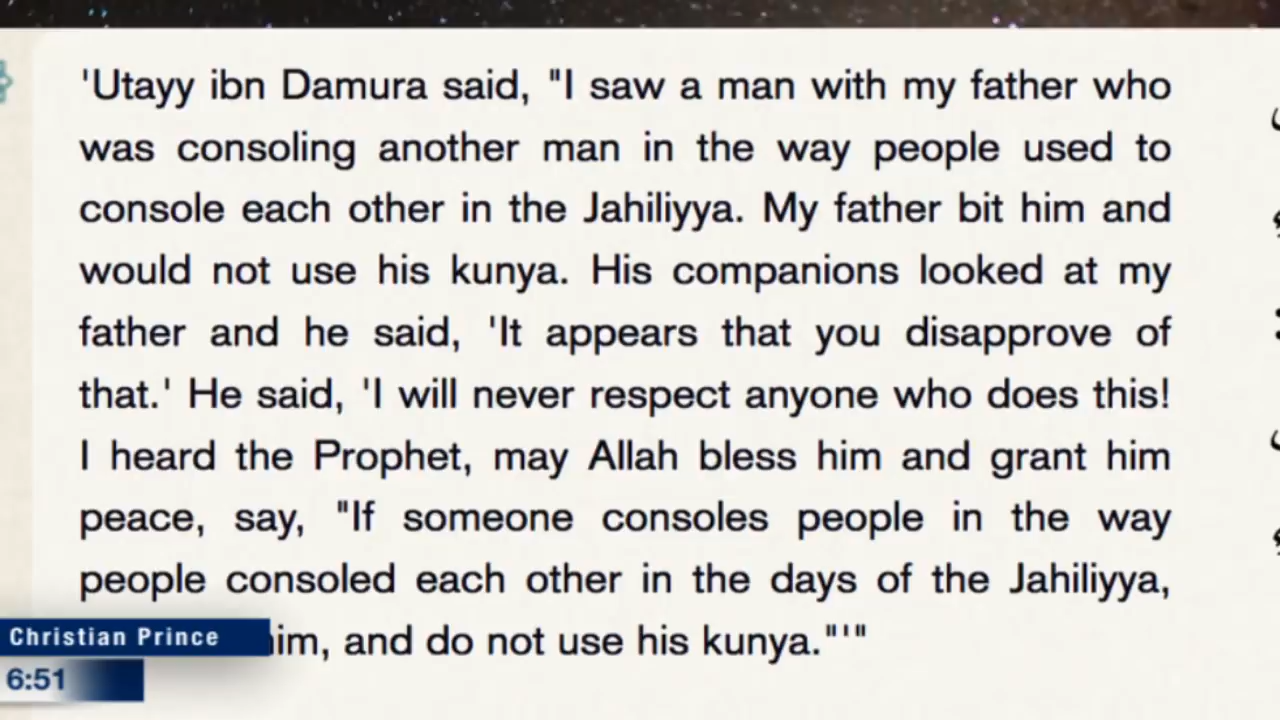 'Utayy ibn Damura said, "I saw a man with my father who
was consoling another man in the way people used to
console each other in the Jahiliyya. My father bit him and
would not use his kunya. His companions looked at my
father and he said, 'It appears that you disapprove of
that.' He said, 'I will never respect anyone who does this!
I heard the Prophet, may Allah bless him and grant him
peace, say, "If someone consoles people in the way
people consoled each other in the days of the Jahiliyya,
him, and do not use his kunya."'"
Christian Prince
6:51